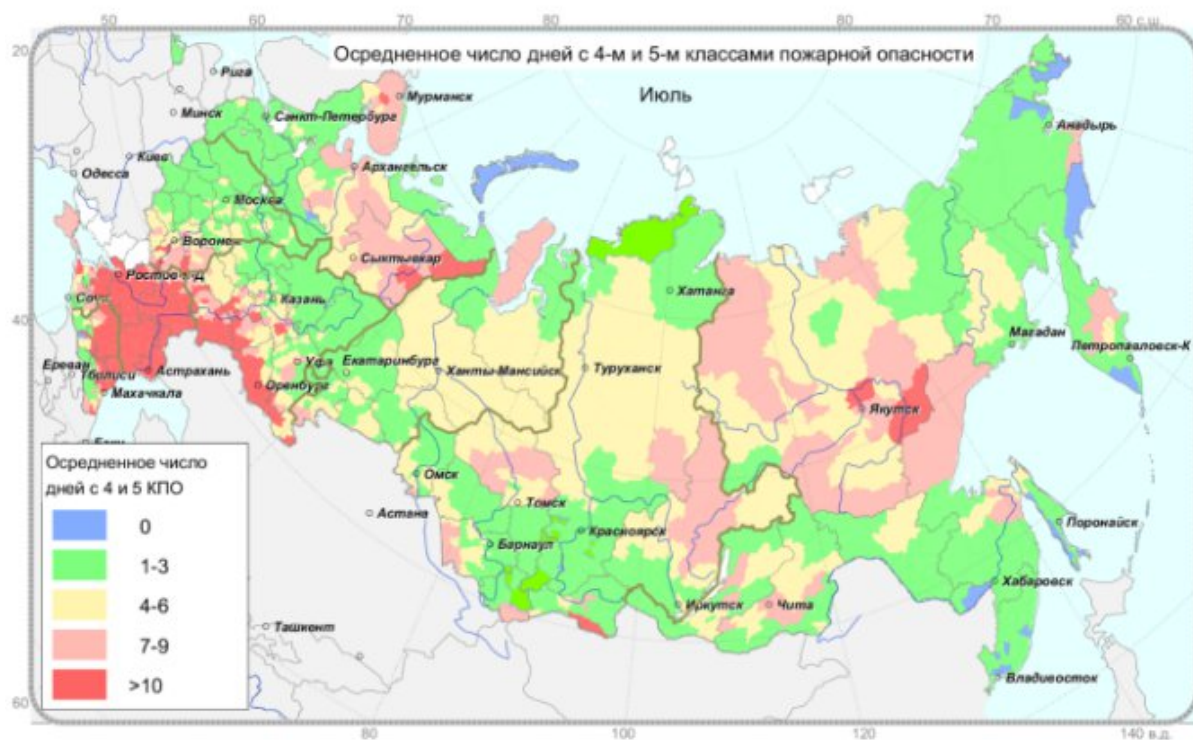 50 60 70 80 80 70 60 с.ш.
20
Осредненное число дней с 4-м и 5-м классами пожарной опасности
Июль
Рига
Мурманск
Минск
Санкт-Петербург
Анадырь
Киев
Архангельск
Одесса
Москва
Воронеж
Сыктывкар
Ростов-н-Д
Хатанга
Казань
Сочи
Магадан
40
Петропавловск-К
Ереван
Уфа
Екатеринбург
Ханты-Мансийск
Туруханск
Тбилиси
Астрахань
Оренбург
Махачкала
Якутск
Баку
Осредненное число
дней с 4 и 5 КПО
0
1-3
4-6
7-9
>10
Омск
Томск
Астана
Красноярск
Поронайск
Барнаул
Хабаровск
Иркутск
Чита
Ташкент
Владивосток
60
80 100 120 140 в.д.